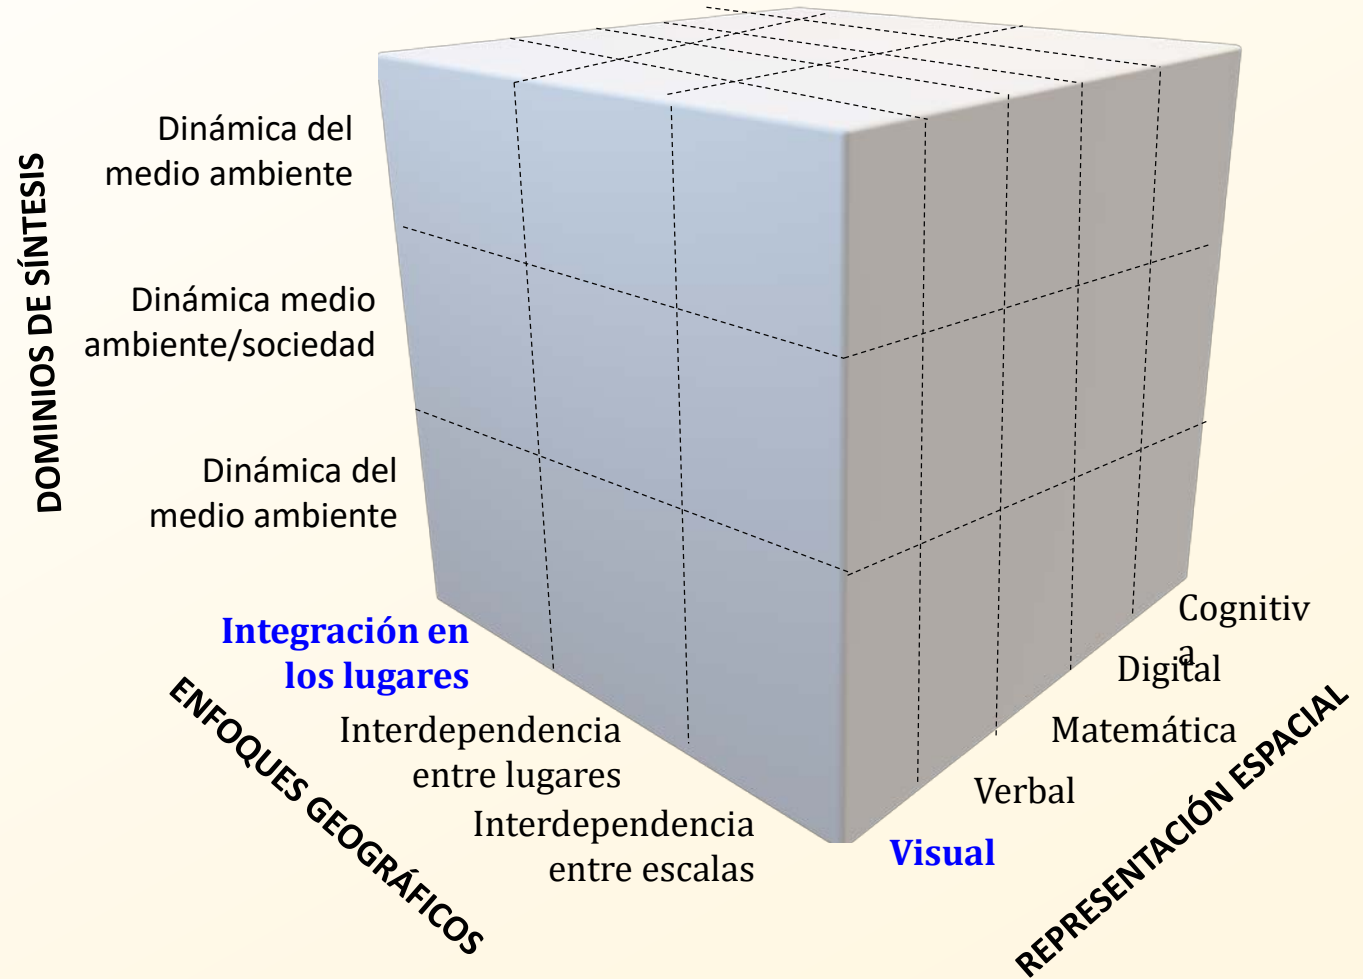 DOMINIOS DE SÍNTESIS
Dinámica del
medio ambiente
Dinámica medio
ambiente/sociedad
Dinámica del
medio ambiente
ENFOQUES GEOGRÁFICOS
Integración en
los lugares
Interdependencia
entre lugares
Interdependencia
entre escalas
Cognitiv
a
Digital
Matemática
Verbal
Visual
REPRESENTACIÓN ESPACIAL